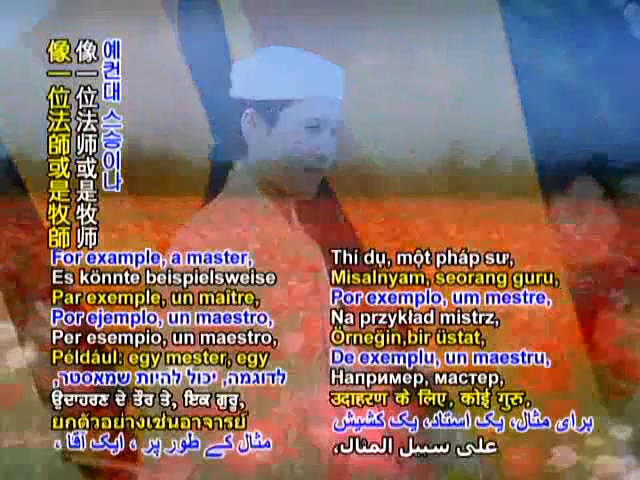 像一位法師或是牧師
像一位法师或是牧师
예컨대 스승이나
For example, a master,
Es könnte beispielsweise
Par exemple, un maître,
Por ejemplo, un maestro,
Per esempio, un maestro,
Például: egy mester, egy
לדוגמה, יכול להיות שמאסטר,
ਉਦਾਹਰਣ ਦੇ ਤੌਰ ਤੇ, ਇਕ ਗੁਰੂ,
ยกตัวอย่างเช่นอาจารย์
مثال کے طور پر ، ایک آقا ،
Thí dụ, một pháp sư,
Misalnyam, seorang guru,
Por exemplo, um mestre,
Na przykład mistrz,
Örneğin,bir üstat,
De exemplu, un maestru,
Например, мастер,
उदाहरण के लिए, कोई गुरु,
برای مثال، یک استاد، یک کشیش
على سبيل المثال،